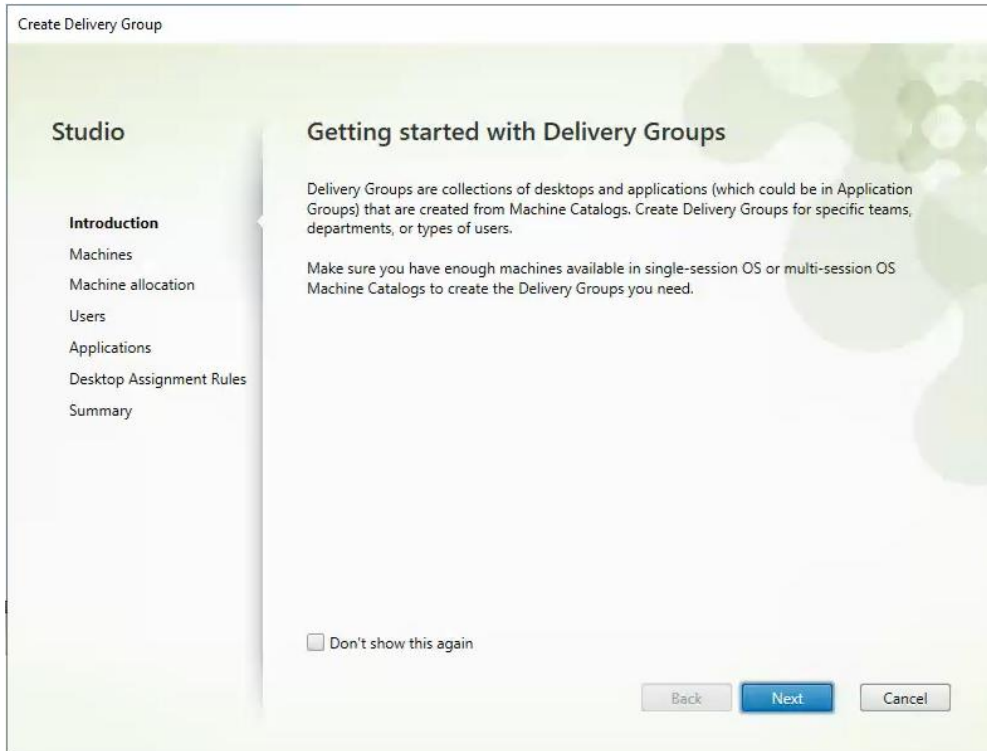 Create Delivery Group
Studio
Introduction
Machines
Machine allocation
Users
Applications
Desktop Assignment Rules
Summary
Getting started with Delivery Groups
Delivery Groups are collections of desktops and applications (which could be in Application
Groups) that are created from Machine Catalogs. Create Delivery Groups for specific teams,
departments, or types of users.
Make sure you have enough machines available in single-session OS or multi-session OS
Machine Catalogs to create the Delivery Groups you need.
Don't show this again
Back
Next
Cancel